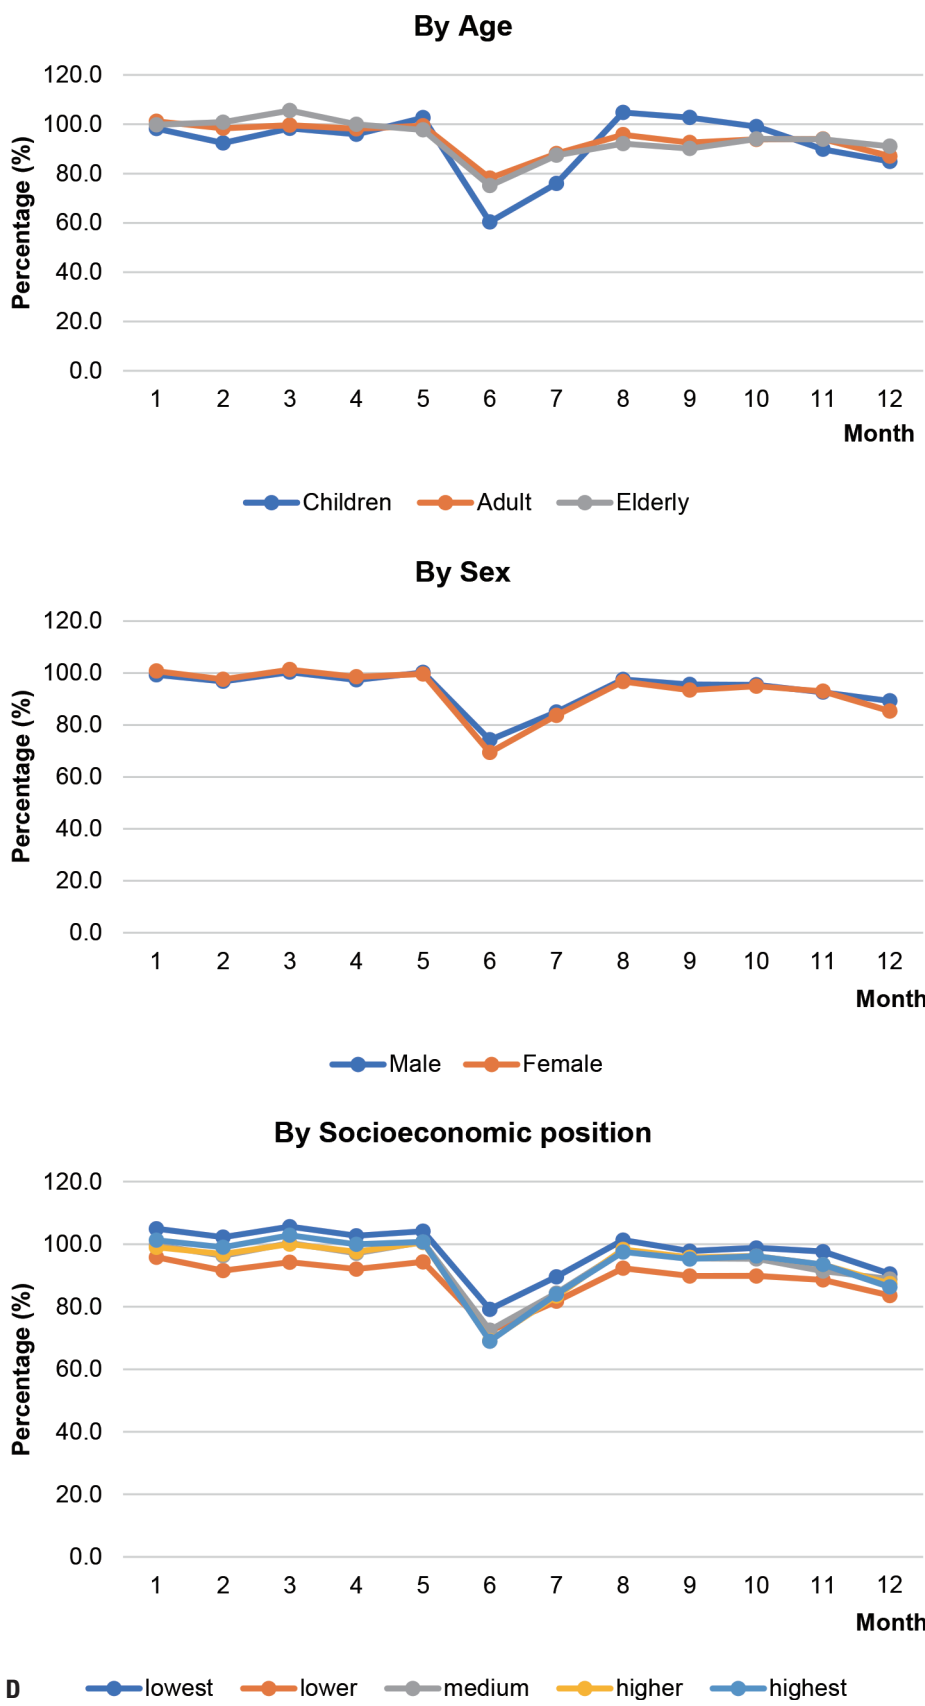 By Age
Percentage (%)
120.0
100.0
80.0
60.0
40.0
20.0
0.0
1 2 3 4 5 6 7 8 9 10 11 12
Month
Children Adult Elderly
By Sex
Percentage (%)
120.0
100.0
80.0
60.0
40.0
20.0
0.0
1 2 3 4 5 6 7 8 9 10 11 12
Month
Male Female
By Socioeconomic position
Percentage (%)
120.0
100.0
80.0
60.0
40.0
20.0
0.0
1 2 3 4 5 6 7 8 9 10 11 12
Month
D lowest lower medium higher highest